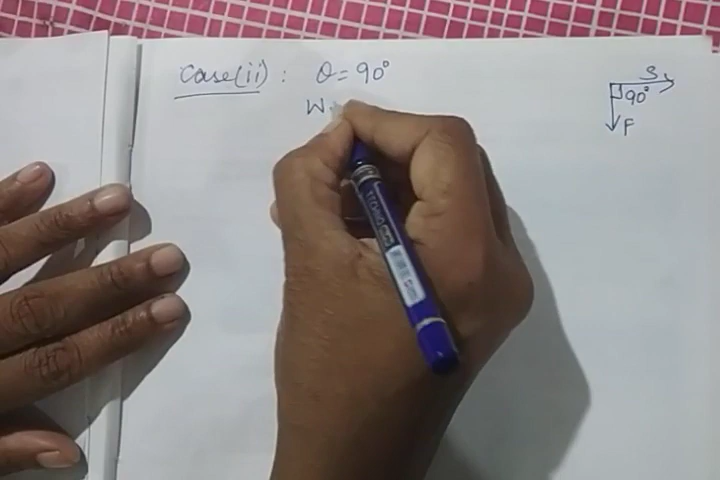 Case(ii) : θ = 90°
W
S
90°
F